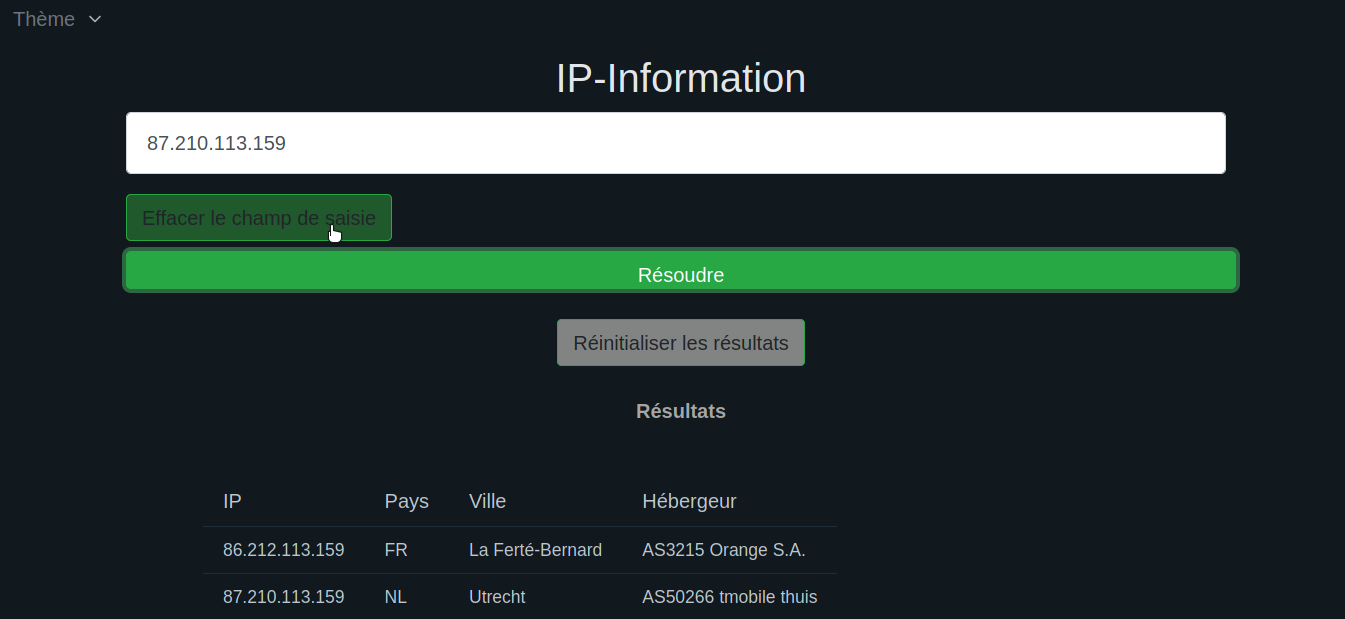 Thème
IP-Information
87.210.113.159
Effacer le champ de saisie
Résoudre
Réinitialiser les résultats
Résultats
IP Pays Ville Hébergeur
86.212.113.159 FR La Ferté-Bernard AS3215 Orange S.A.
87.210.113.159 NL Utrecht AS50266 tmobile thuis